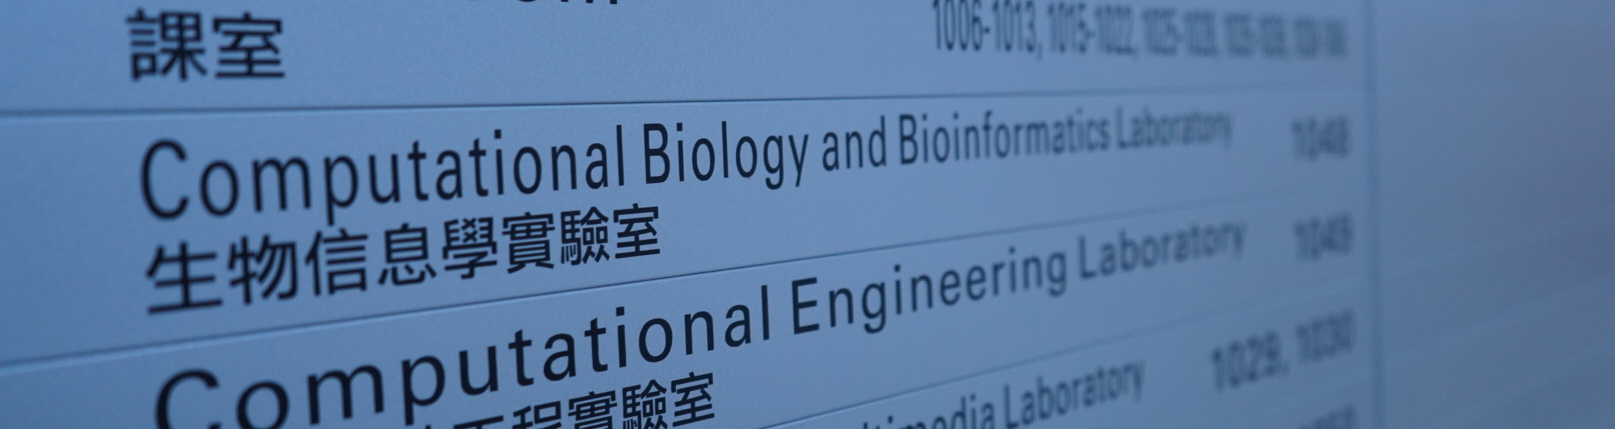 課室 1006-1013, 1015-1022,
Computational Biology and Bioinformatics Laboratory 1048
生物信息學實驗室
Computational Engineering Laboratory 1049
工程實驗室
Laboratory 1029, 1030